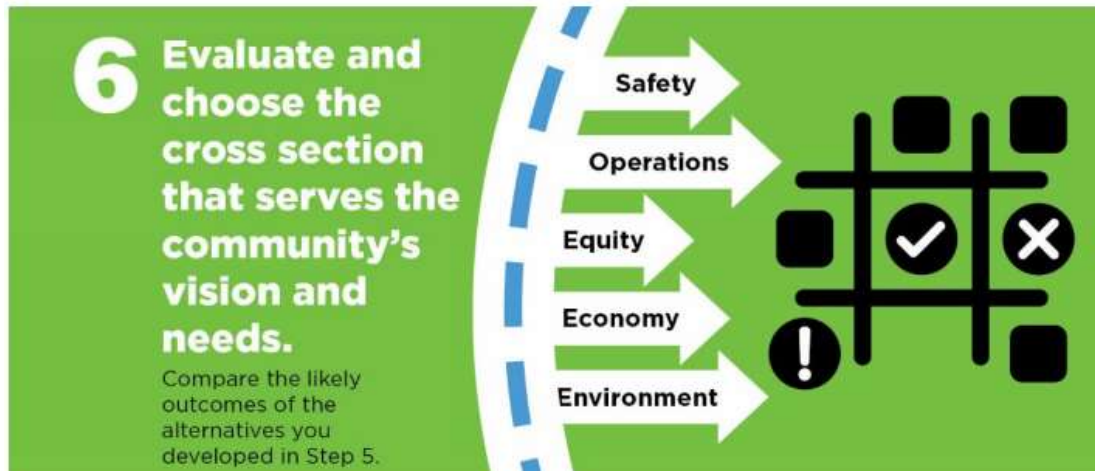 6
Evaluate and
choose the
cross section
that serves the
community's
vision and
needs.
Compare the likely
outcomes of the
alternatives you
developed in Step 5.
Safety
Operations
Equity
Economy
Environment
!